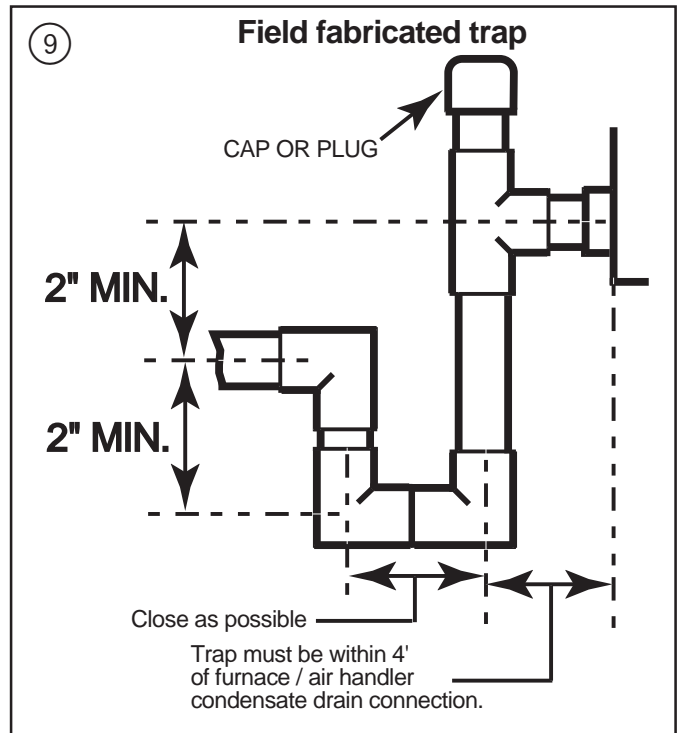 9
Field fabricated trap
CAP OR PLUG
2" MIN.
2" MIN.
Close as possible
Trap must be within 4'
of furnace / air handler
condensate drain connection.